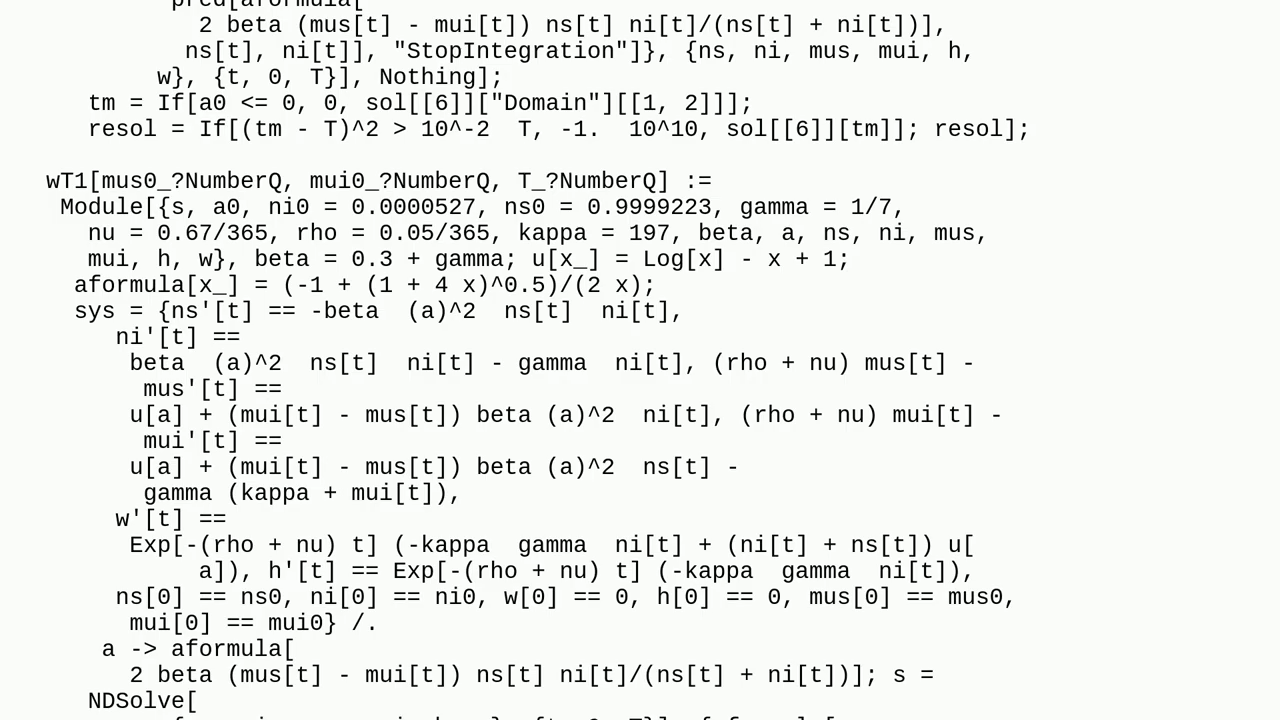 pred[aformula[
2 beta (mus[t] - mui[t]) ns[t] ni[t]/(ns[t] + ni[t])],
ns[t], ni[t]], "StopIntegration"]}, {ns, ni, mus, mui, h,
w}, {t, 0, T}], Nothing];
tm = If[a0 <= 0, 0, sol[[6]]["Domain"][[1, 2]]];
resol = If[(tm - T)^2 > 10^-2  T, -1.  10^10, sol[[6]][tm]]; resol];
wT1[mus0_?NumberQ, mui0_?NumberQ, T_?NumberQ] :=
Module[{s, a0, ni0 = 0.0000527, ns0 = 0.9999223, gamma = 1/7,
nu = 0.67/365, rho = 0.05/365, kappa = 197, beta, a, ns, ni, mus,
mui, h, w}, beta = 0.3 + gamma; u[x_] = Log[x] - x + 1;
aformula[x_] = (-1 + (1 + 4 x)^0.5)/(2 x);
sys = {ns'[t] == -beta  (a)^2  ns[t]  ni[t],
ni'[t] ==
beta  (a)^2  ns[t]  ni[t] - gamma  ni[t], (rho + nu) mus[t] -
mus'[t] ==
u[a] + (mui[t] - mus[t]) beta (a)^2  ni[t], (rho + nu) mui[t] -
mui'[t] ==
u[a] + (mui[t] - mus[t]) beta (a)^2  ns[t] -
gamma (kappa + mui[t]),
w'[t] ==
Exp[-(rho + nu) t] (-kappa  gamma  ni[t] + (ni[t] + ns[t]) u[
a]), h'[t] == Exp[-(rho + nu) t] (-kappa  gamma  ni[t]),
ns[0] == ns0, ni[0] == ni0, w[0] == 0, h[0] == 0, mus[0] == mus0,
mui[0] == mui0} /.
a -> aformula[
2 beta (mus[t] - mui[t]) ns[t] ni[t]/(ns[t] + ni[t])]; s =
NDSolve[